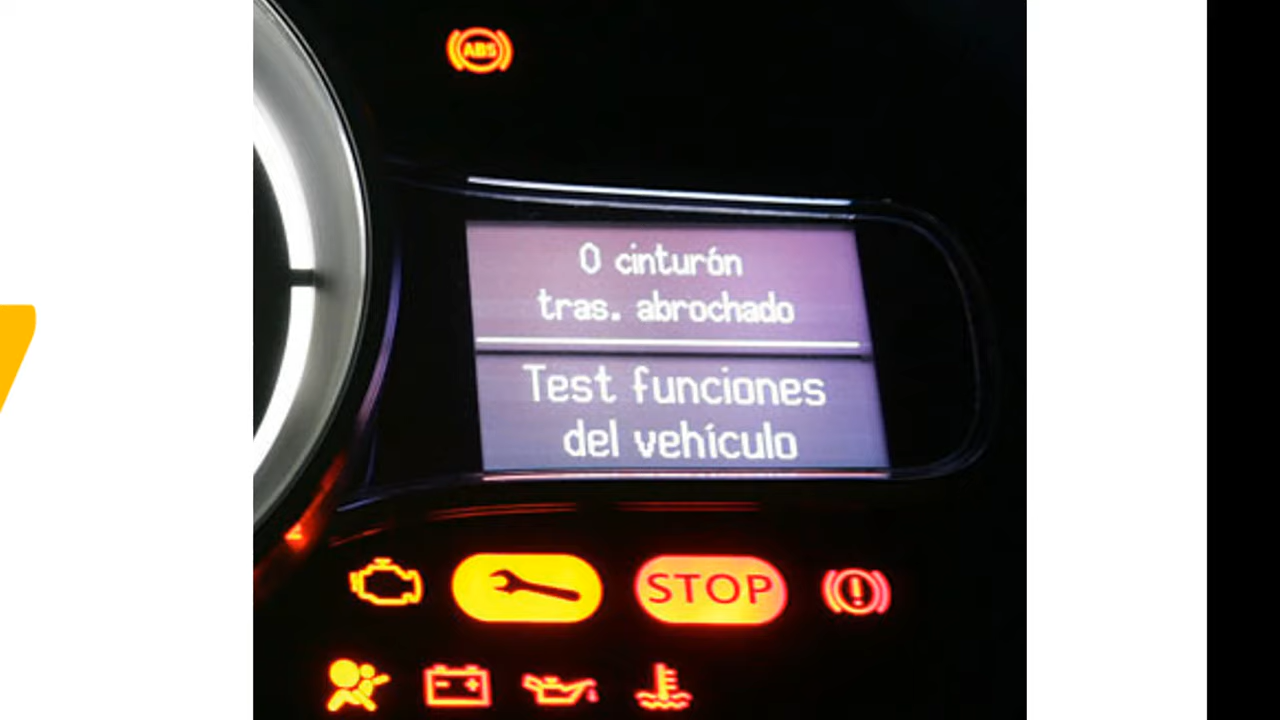 ABS
0 cinturón
tras. abrochado
Test funciones
del vehículo
STOP